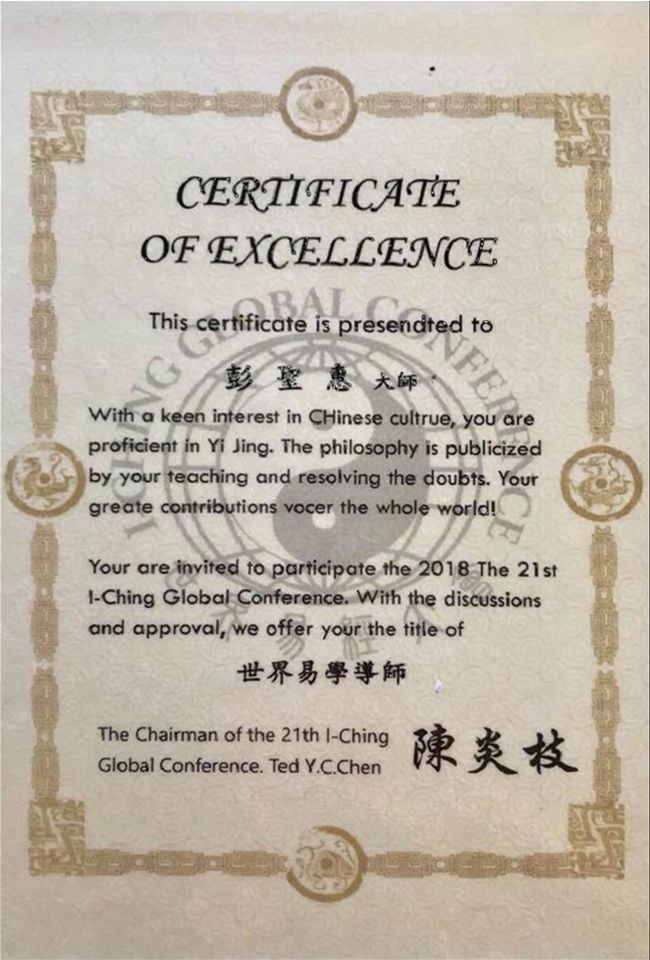 CERTIFICATE
OF EXCELLENCE
This certificate is presendted to
彭聖惠 大師
With a keen interest in CHinese cultrue, you are
proficient in Yi Jing. The philosophy is publicized
by your teaching and resolving the doubts. Your
greate contributions vocer the whole world!
Your are invited to participate the 2018 The 21st
I-Ching Global Conference. With the discussions
and approval, we offer your the title of
世界易學導師
The Chairman of the 21th I-Ching
Global Conference. Ted Y.C.Chen
陳炎枝
I CHING GLOBAL CONFERENCE